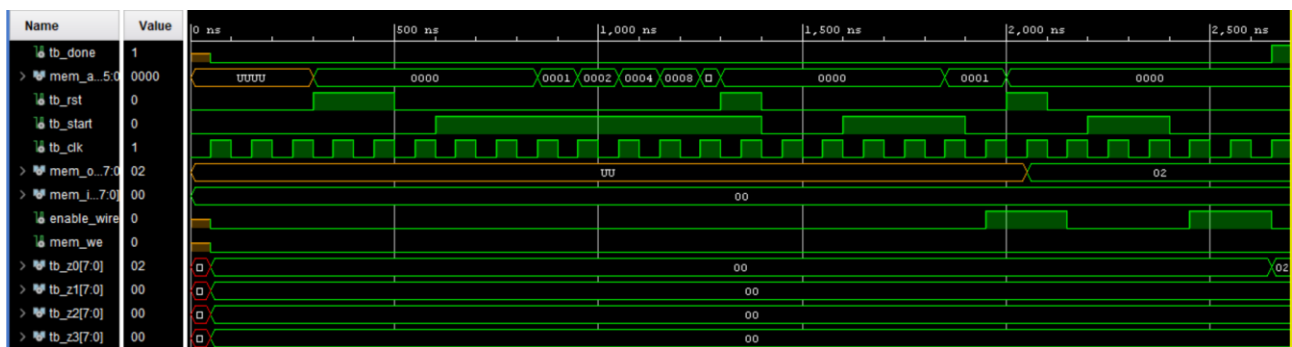 Name Value 0 ns 500 ns 1,000 ns 1,500 ns 2,000 ns 2,500 ns
tb_done 1
mem_a...5:0 0000 UUUU 0000 0001 0002 0004 0008 0000 0001 0000
tb_rst 0
tb_start 0
tb_clk 1
mem_o...7:0 02 UU 02
mem_i...7:0] 00 00
enable_wire 0
mem_we 0
tb_z0[7:0] 02 00 02
tb_z1[7:0] 00 00
tb_z2[7:0] 00 00
tb_z3[7:0] 00 00